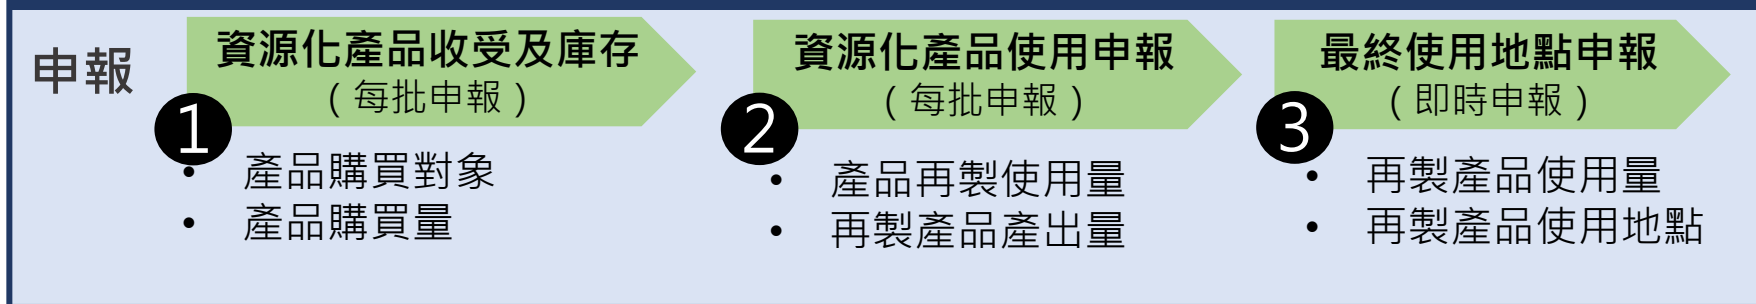 申報
資源化產品收受及庫存
（每批申報）
1
• 產品購買對象
• 產品購買量
資源化產品使用申報
（每批申報）
2
• 產品再製使用量
• 再製產品產出量
最終使用地點申報
（即時申報）
3
• 再製產品使用量
• 再製產品使用地點